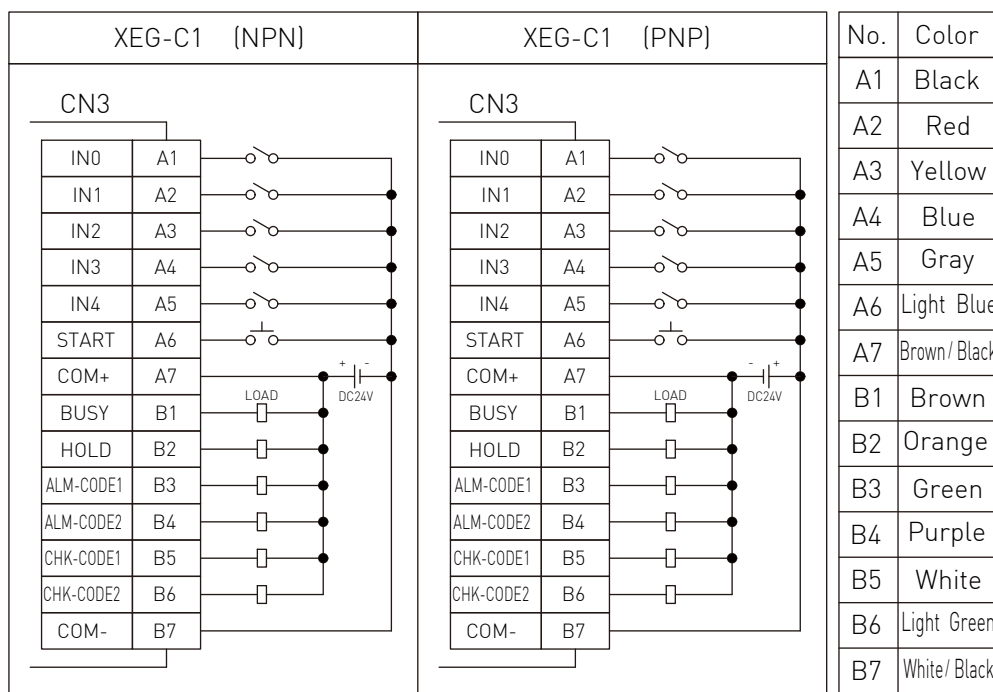 XEG-C1 (NPN)
CN3
IN0 A1
IN1 A2
IN2 A3
IN3 A4
IN4 A5
START A6
COM+ A7 + - DC24V
BUSY B1 LOAD
HOLD B2
ALM-CODE1 B3
ALM-CODE2 B4
CHK-CODE1 B5
CHK-CODE2 B6
COM- B7
XEG-C1 (PNP)
CN3
IN0 A1
IN1 A2
IN2 A3
IN3 A4
IN4 A5
START A6
COM+ A7 - + DC24V
BUSY B1 LOAD
HOLD B2
ALM-CODE1 B3
ALM-CODE2 B4
CHK-CODE1 B5
CHK-CODE2 B6
COM- B7
No. Color
A1 Black
A2 Red
A3 Yellow
A4 Blue
A5 Gray
A6 Light Blue
A7 Brown/Black
B1 Brown
B2 Orange
B3 Green
B4 Purple
B5 White
B6 Light Green
B7 White/Black